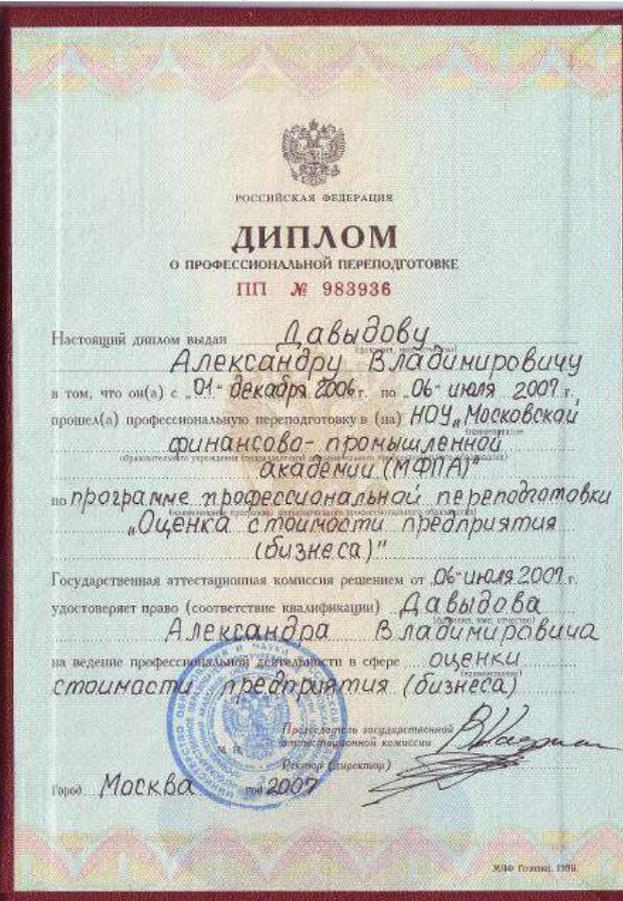 РОССИЙСКАЯ ФЕДЕРАЦИЯ
ДИПЛОМ
О ПРОФЕССИОНАЛЬНОЙ ПЕРЕПОДГОТОВКЕ
ПП № 983936
Настоящий диплом выдан Давыдову
Александру Владимировичу
в том, что он(а) с „01“ декабря 2006 г. по „06“ июля 2007 г.
прошел(а) профессиональную переподготовку в (на) НОУ „Московской
финансово-промышленной
академии (МФПА)“
по программе профессиональной переподготовки
„Оценка стоимости предприятия
(бизнеса)“
Государственная аттестационная комиссия решением от „06“ июля 2007 г.
удостоверяет право (соответствие квалификации) Давыдова
(фамилия, имя, отчество)
Александра Владимировича
на ведение профессиональной деятельности в сфере оценки
стоимости предприятия (бизнеса)
Председатель государственной
аттестационной комиссии
Ректор (директор)
Город Москва год 2007